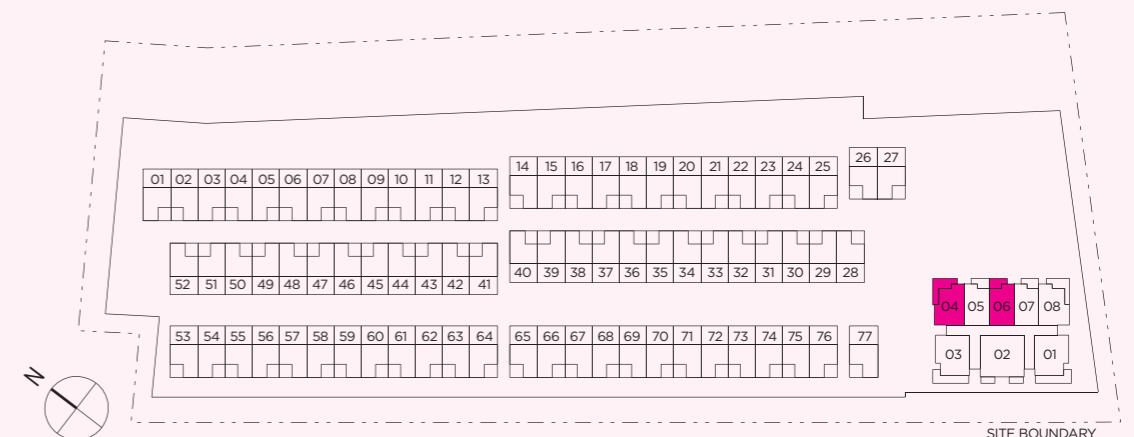 01 02 03 04 05 06 07 08 09 10 11 12 13
14 15 16 17 18 19 20 21 22 23 24 25
26 27
52 51 50 49 48 47 46 45 44 43 42 41
40 39 38 37 36 35 34 33 32 31 30 29 28
04 05 06 07 08
53 54 55 56 57 58 59 60 61 62 63 64
65 66 67 68 69 70 71 72 73 74 75 76
77
03 02 01
N
SITE BOUNDARY